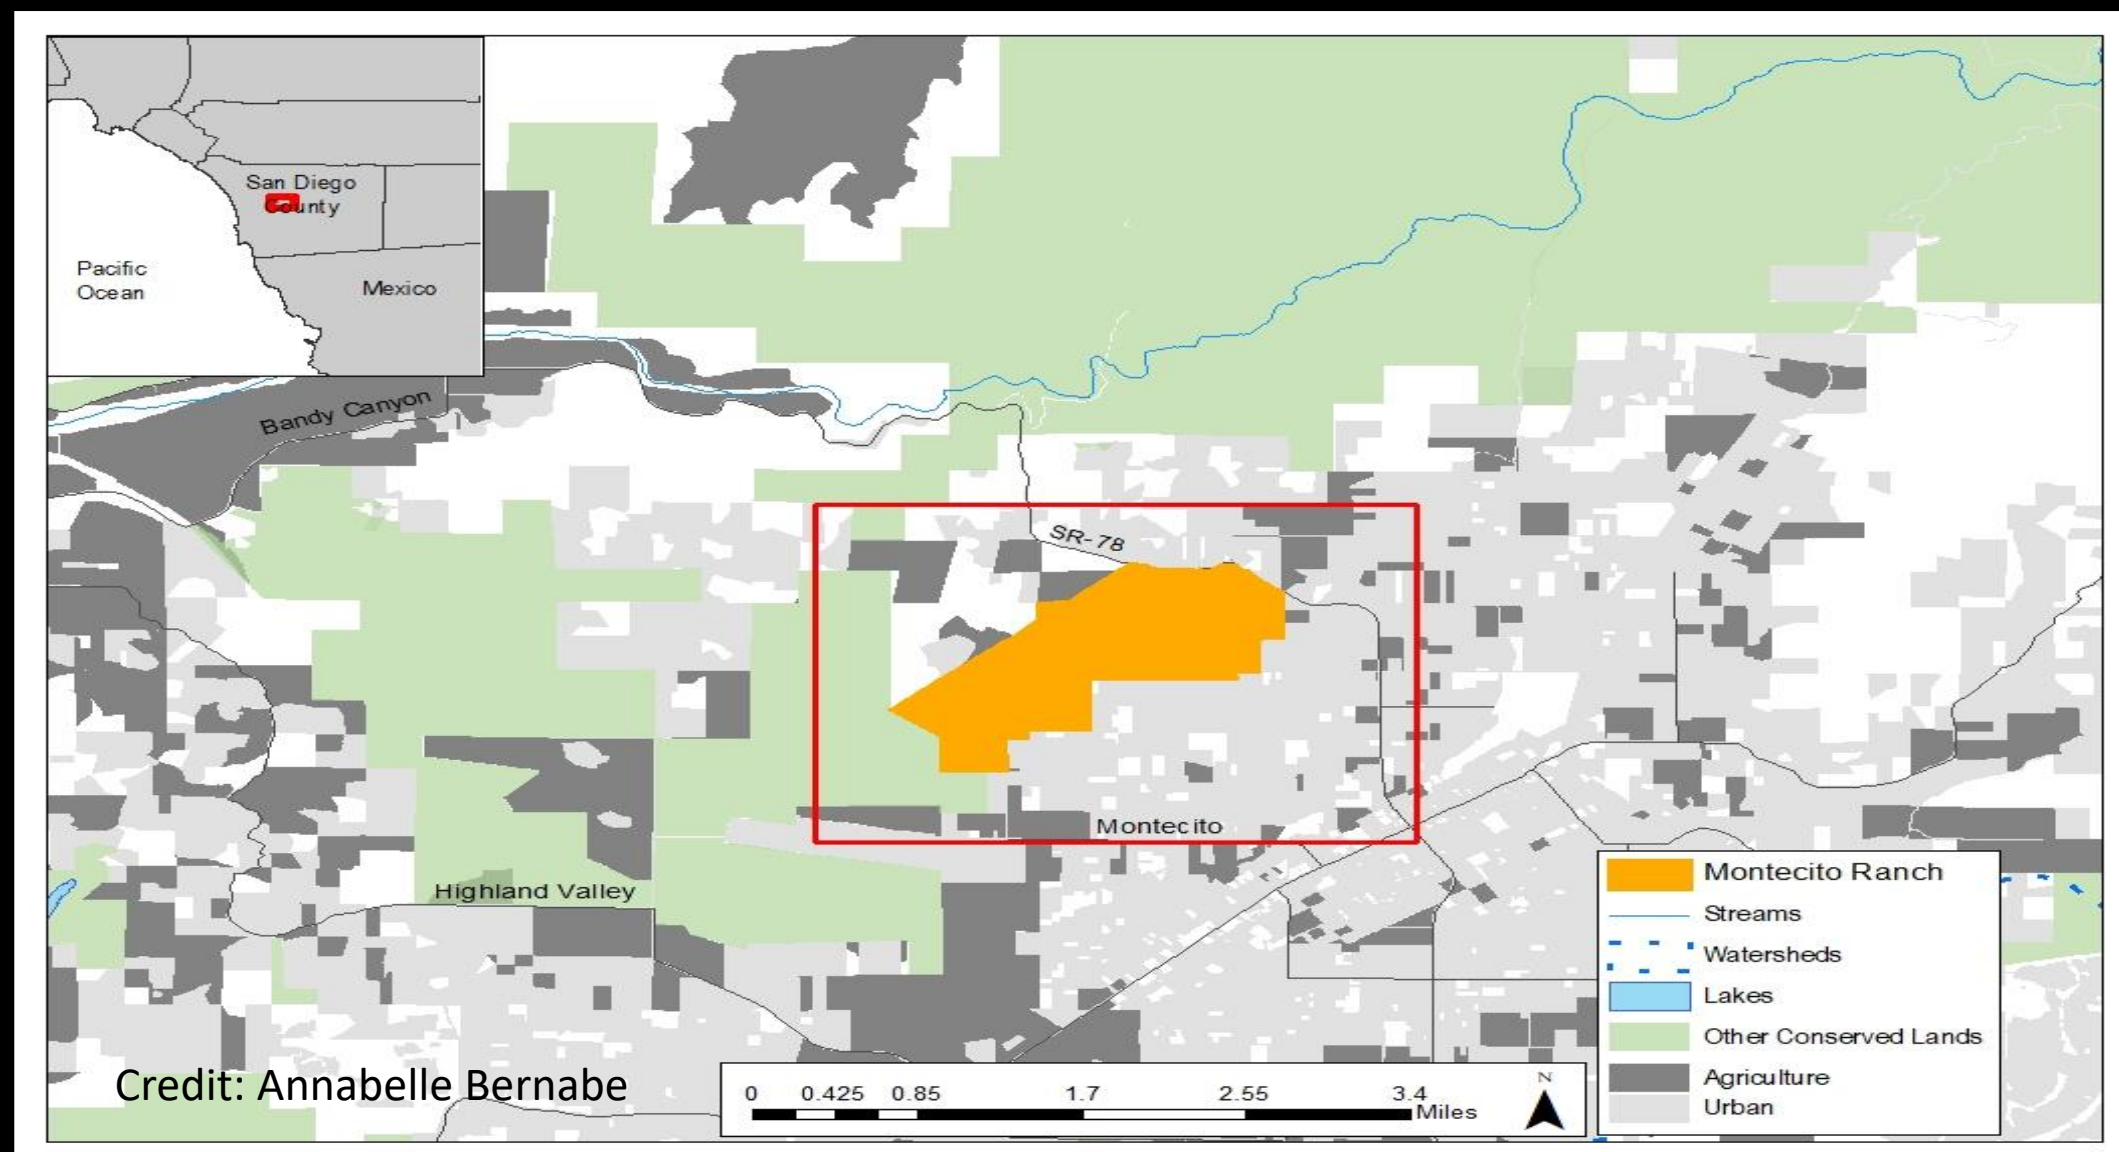 San Diego
County
Pacific
Ocean
Mexico
Bandy Canyon
SR-78
Montecito
Highland Valley
Montecito Ranch
Streams
Watersheds
Lakes
Other Conserved Lands
Agriculture
Urban
Credit: Annabelle Bernabe
0 0.425 0.85 1.7 2.55 3.4
Miles
N